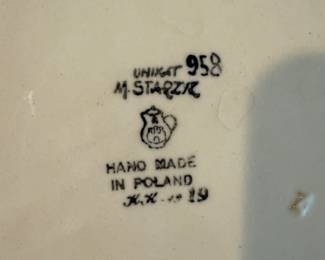 UNIKAT 958
M. STARZYK
HAND MADE
IN POLAND
19